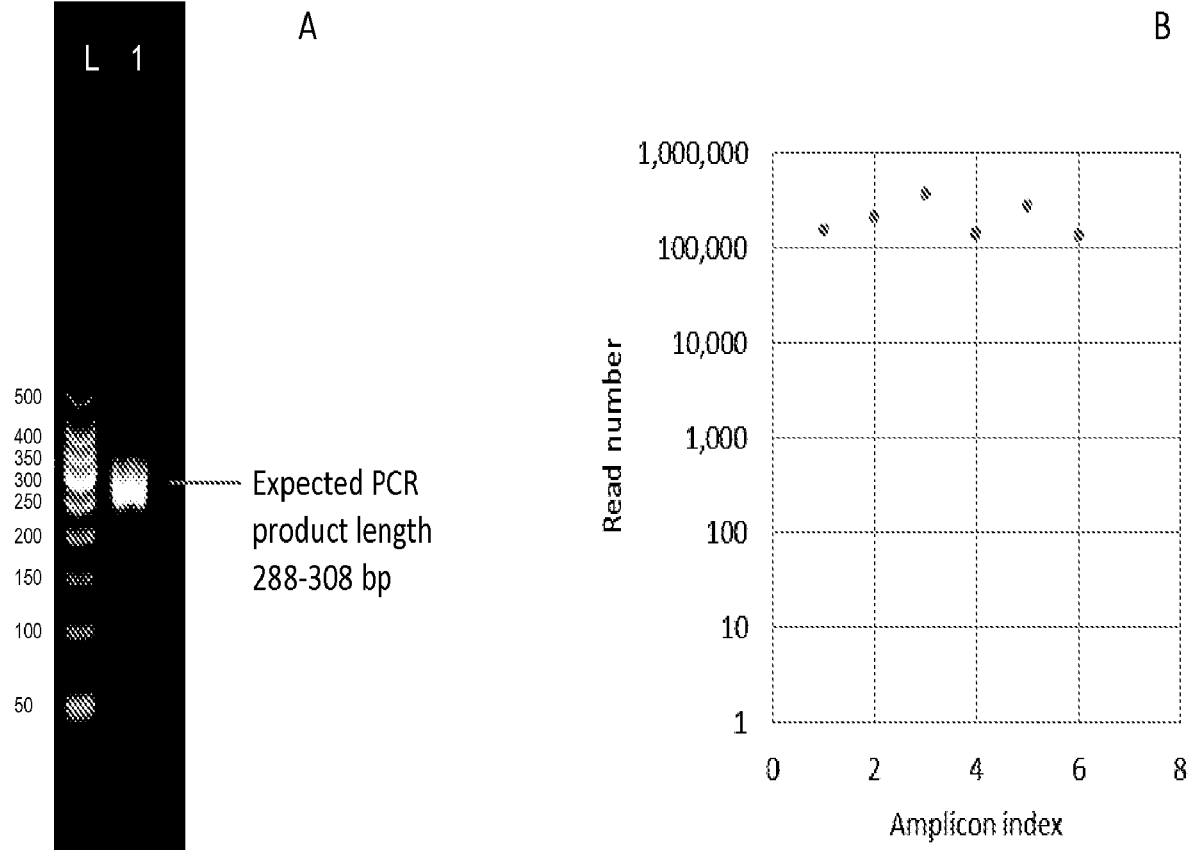 A
L 1
500
400
350
300
250
200
150
100
50
Expected PCR
product length
288-308 bp
B
1,000,000
100,000
10,000
1,000
100
10
1
0 2 4 6 8
Read number
Amplicon index